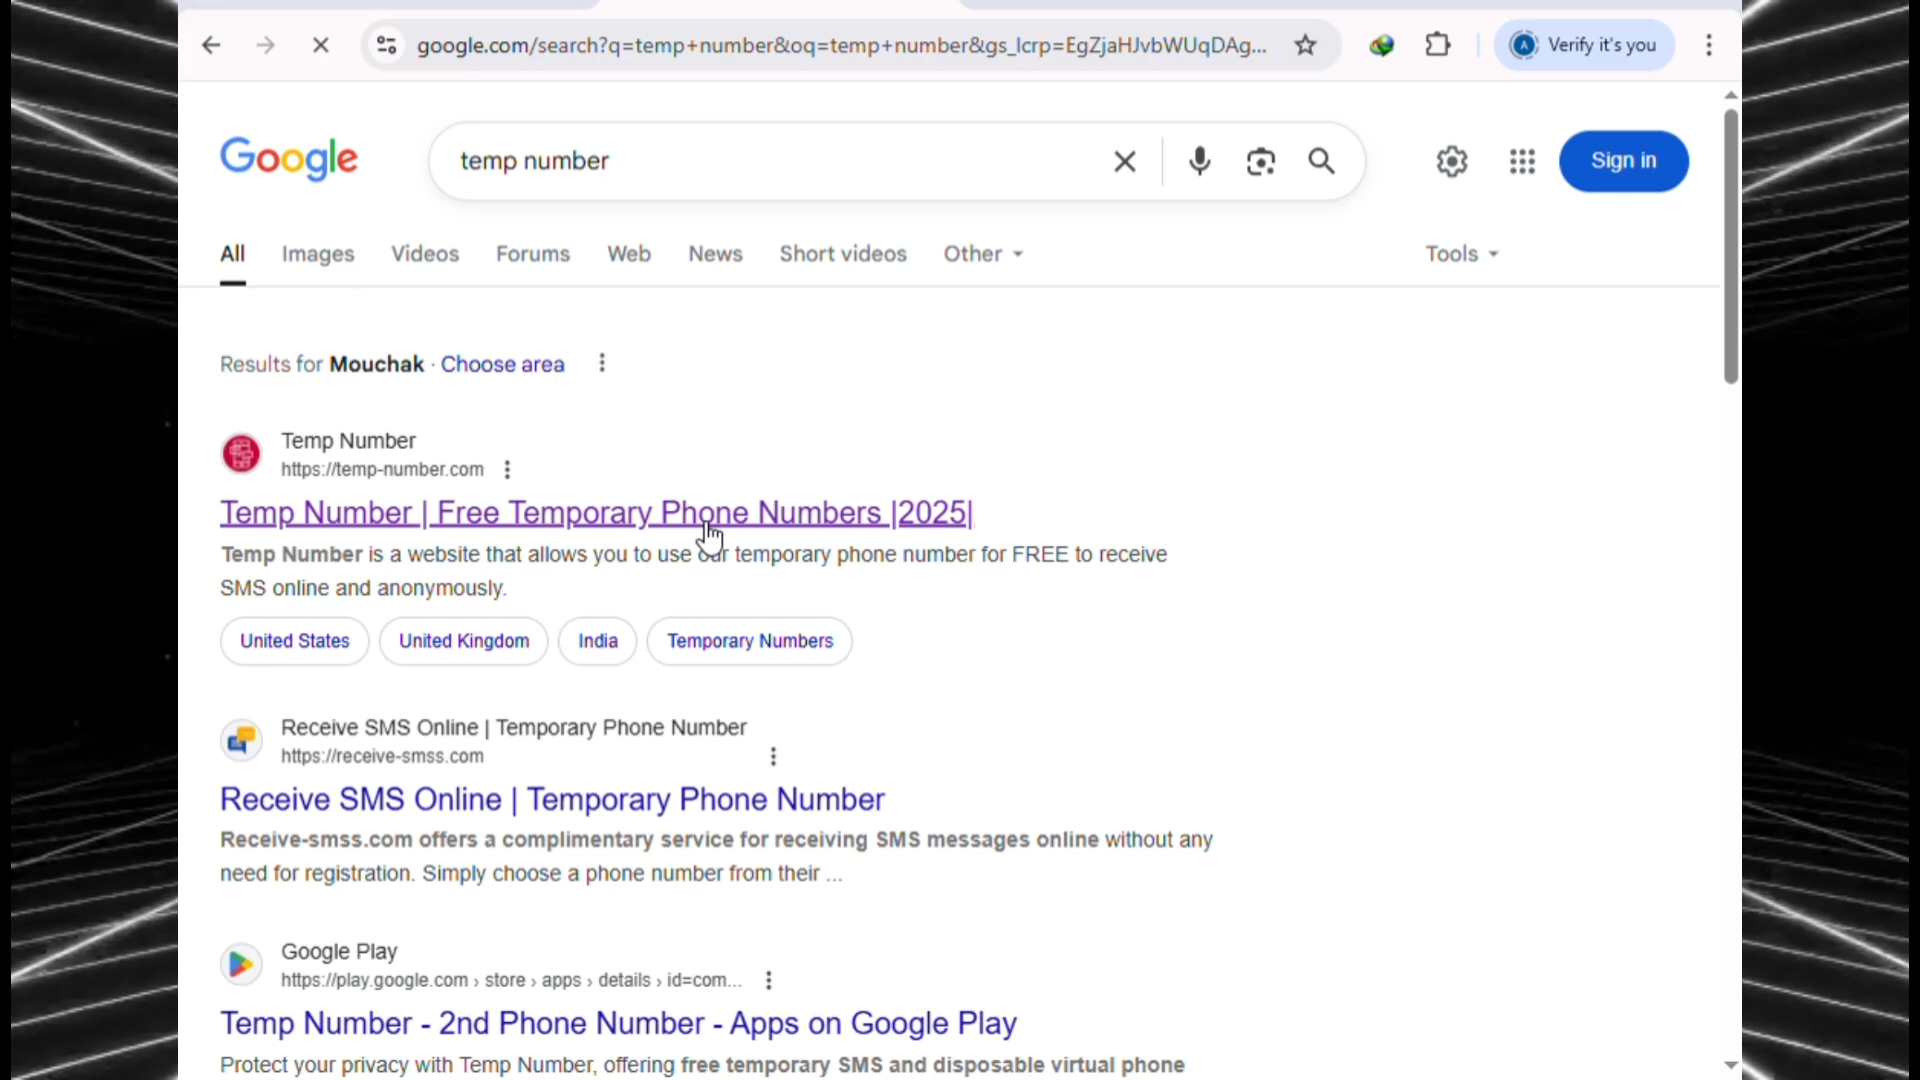 google.com/search?q=temp+number&oq=temp+number&gs_lcrp=EgZjaHJvbWUqDAg...
A
Verify it's you
Google
temp number
Sign in
All
Images
Videos
Forums
Web
News
Short videos
Other
Tools
Results for Mouchak · Choose area
Temp Number
https://temp-number.com
Temp Number | Free Temporary Phone Numbers |2025|
Temp Number is a website that allows you to use our temporary phone number for FREE to receive
SMS online and anonymously.
United States
United Kingdom
India
Temporary Numbers
Receive SMS Online | Temporary Phone Number
https://receive-smss.com
Receive SMS Online | Temporary Phone Number
Receive-smss.com offers a complimentary service for receiving SMS messages online without any
need for registration. Simply choose a phone number from their ...
Google Play
https://play.google.com › store › apps › details › id=com...
Temp Number - 2nd Phone Number - Apps on Google Play
Protect your privacy with Temp Number, offering free temporary SMS and disposable virtual phone